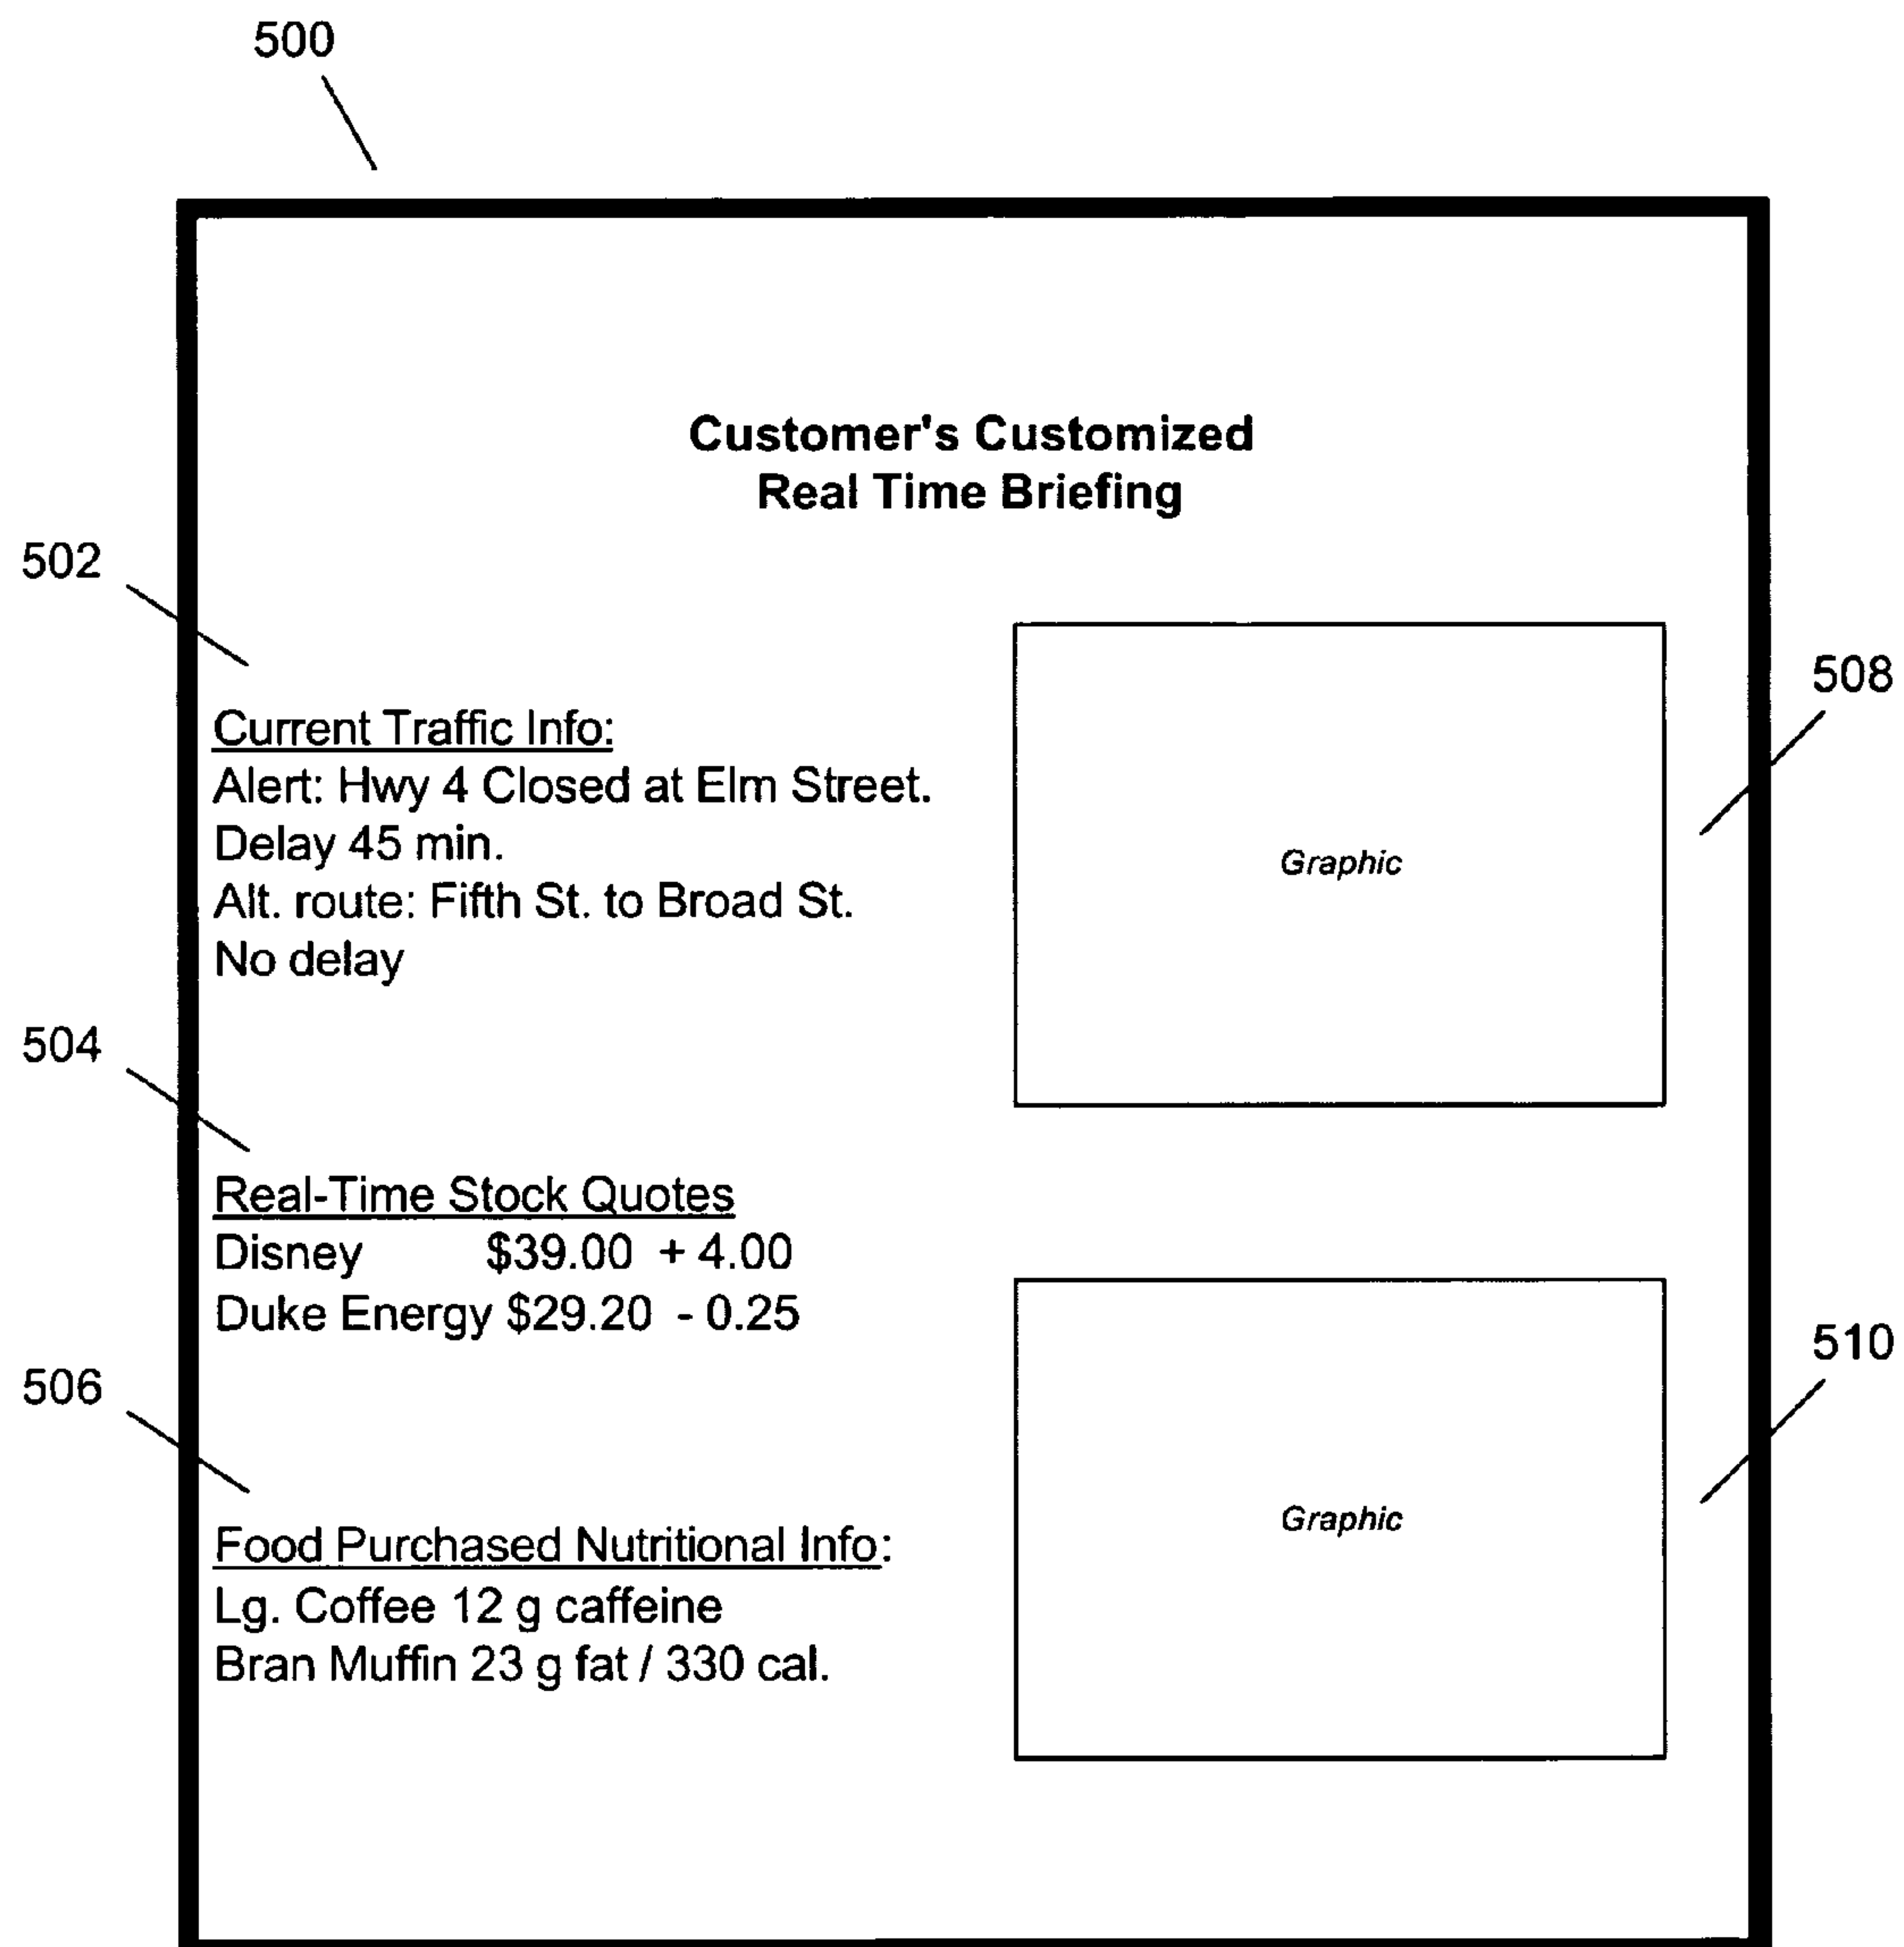 500
Customer's Customized
Real Time Briefing
502
508
Current Traffic Info:
Alert: Hwy 4 Closed at Elm Street.
Delay 45 min.
Alt. route: Fifth St. to Broad St.
No delay
Graphic
504
Real-Time Stock Quotes
Disney $39.00 + 4.00
Duke Energy $29.20 - 0.25
510
506
Graphic
Food Purchased Nutritional Info:
Lg. Coffee 12 g caffeine
Bran Muffin 23 g fat / 330 cal.